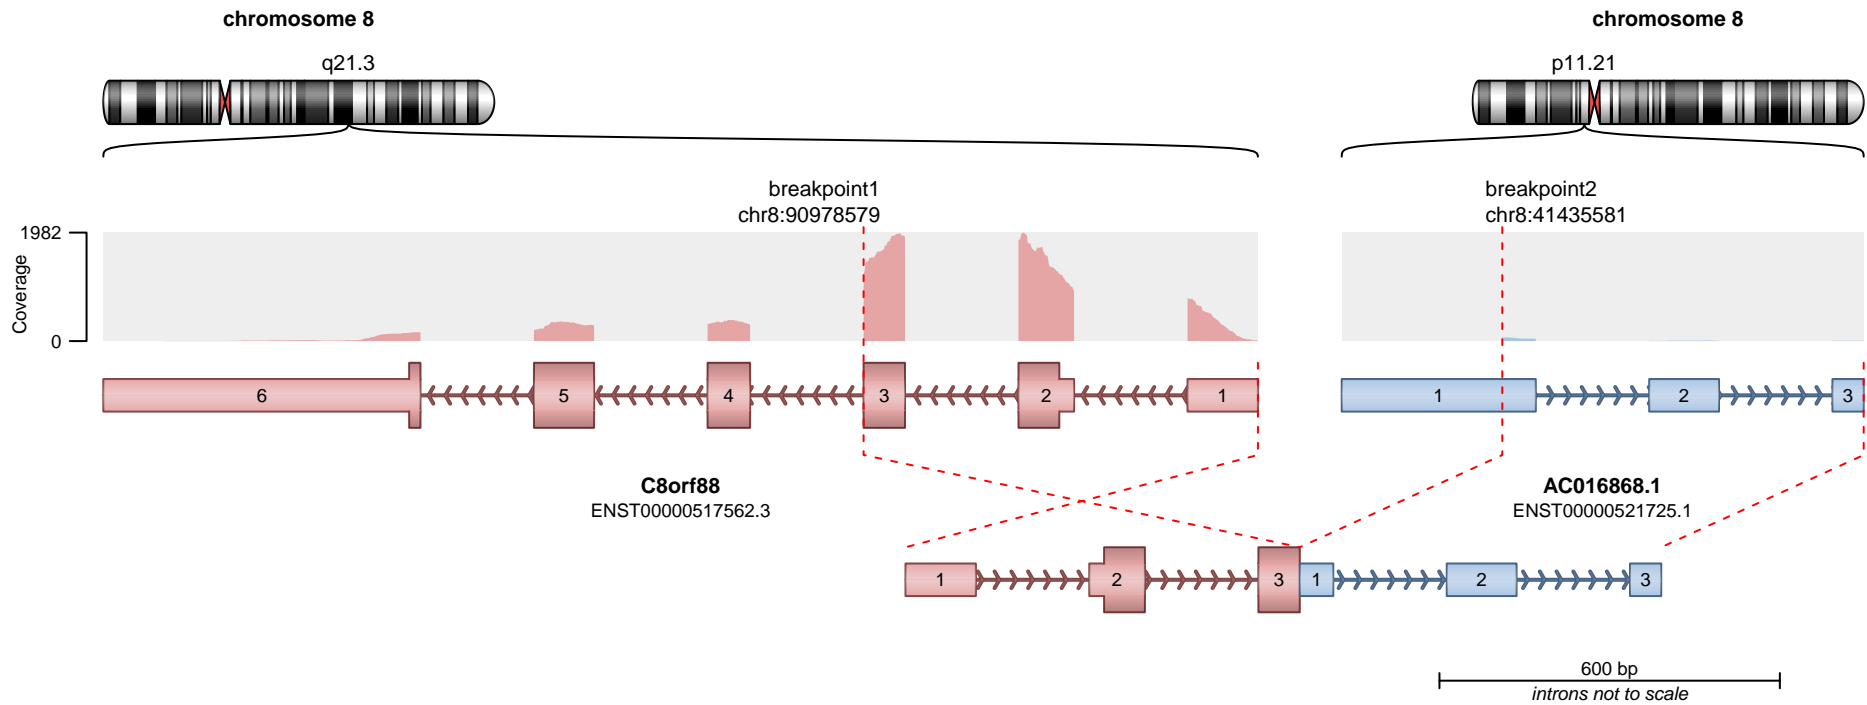 chromosome 8
chromosome 8
q21.3
p11.21
breakpoint1
chr8:90978579
breakpoint2
chr8:41435581
1982
Coverage
0
6
5
4
3
2
1
1
2
3
C8orf88
ENST00000517562.3
AC016868.1
ENST00000521725.1
1
2
3
1
2
3
600 bp
introns not to scale